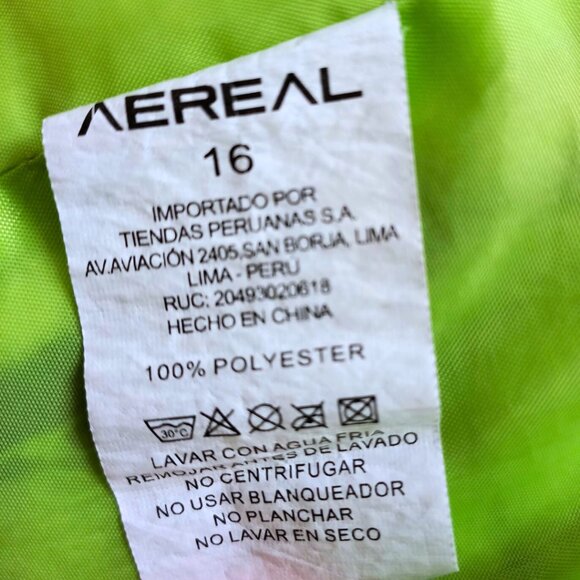 AEREAL
16
IMPORTADO POR
TIENDAS PERUANAS S.A.
AV.AVIACIÓN 2405,SAN BORJA, LIMA
LIMA - PERÚ
RUC: 20493020618
HECHO EN CHINA
100% POLYESTER
30°C
LAVAR CON AGUA FRIA
REMOJAR ANTES DE LAVADO
NO CENTRIFUGAR
NO USAR BLANQUEADOR
NO PLANCHAR
NO LAVAR EN SECO